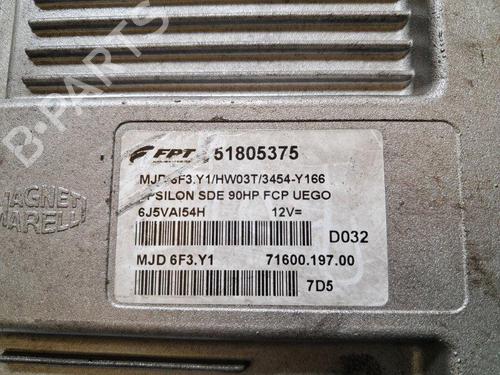 B-PARTS
FPT 51805375
MJD 6F3.Y1/HW03T/3454-Y166
EPSILON SDE 90HP FCP UEGO
6J5VAI54H 12V=
D032
MJD 6F3.Y1 71600.197.00
7D5
MAGNETI
MARELLI